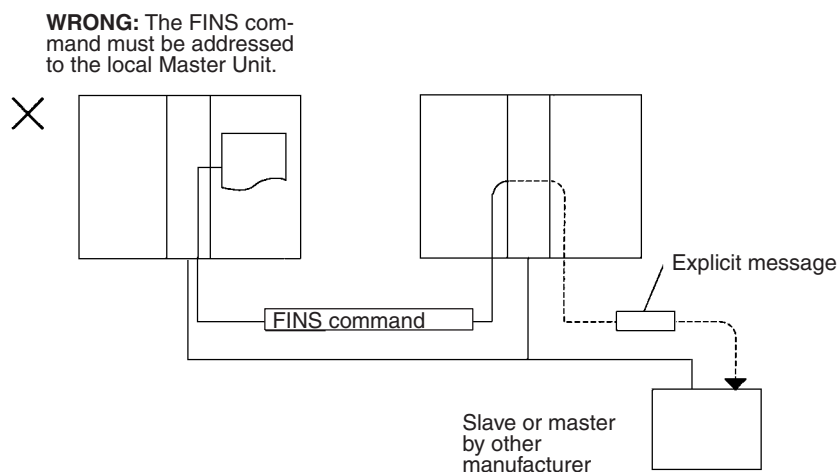 WRONG: The FINS com-
mand must be addressed
to the local Master Unit.
Explicit message
FINS command
Slave or master
by other
manufacturer